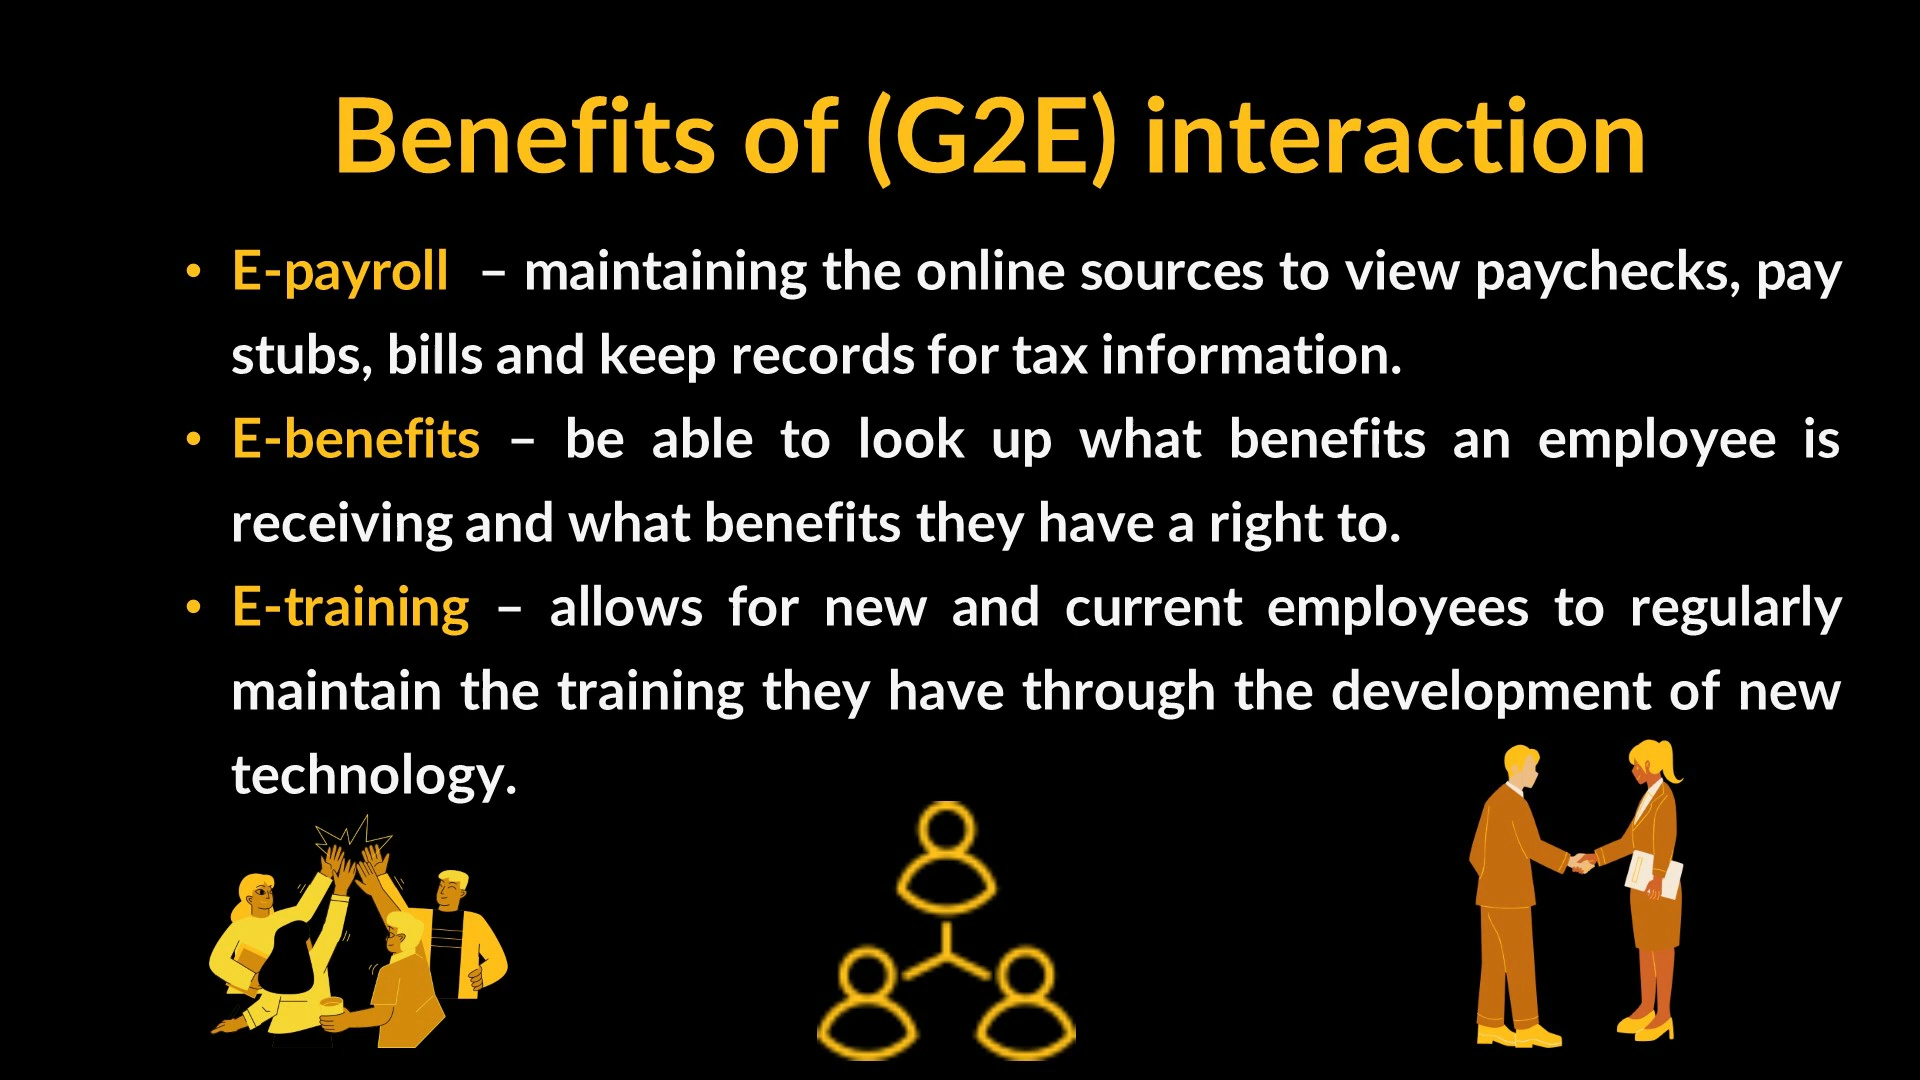 Benefits of (G2E) interaction
• E-payroll – maintaining the online sources to view paychecks, pay
stubs, bills and keep records for tax information.
• E-benefits – be able to look up what benefits an employee is
receiving and what benefits they have a right to.
• E-training – allows for new and current employees to regularly
maintain the training they have through the development of new
technology.